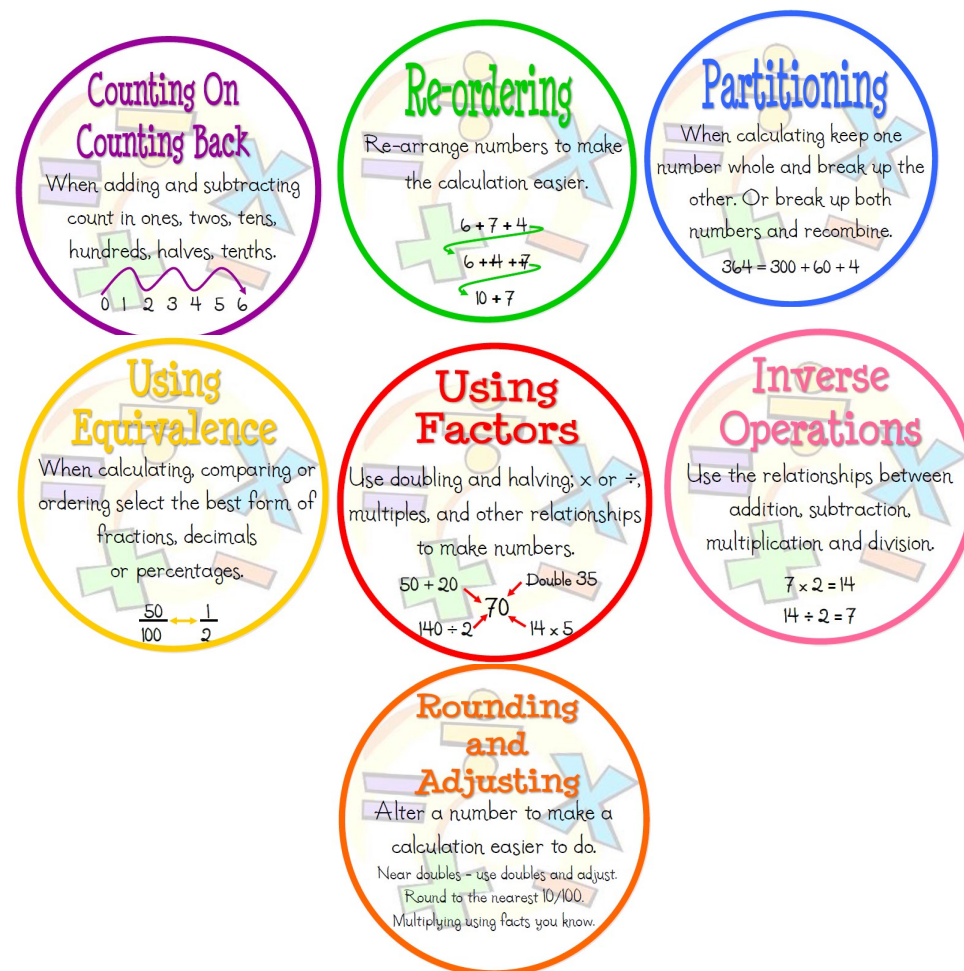 Counting On
Counting Back
When adding and subtracting
count in ones, twos, tens,
hundreds, halves, tenths.
0 1 2 3 4 5 6
Re-ordering
Re-arrange numbers to make
the calculation easier.
6 + 7 + 4
6 + 4 + 7
10 + 7
Partitioning
When calculating keep one
number whole and break up the
other. Or break up both
numbers and recombine.
364 = 300 + 60 + 4
Using
Equivalence
When calculating, comparing or
ordering select the best form of
fractions, decimals
or percentages.
50 1
100 2
Using
Factors
Use doubling and halving; x or ÷,
multiples, and other relationships
to make numbers.
50 + 20 Double 35
70
140 ÷ 2 14 x 5
Inverse
Operations
Use the relationships between
addition, subtraction,
multiplication and division.
7 x 2 = 14
14 ÷ 2 = 7
Rounding
and
Adjusting
Alter a number to make a
calculation easier to do.
Near doubles - use doubles and adjust.
Round to the nearest 10/100.
Multiplying using facts you know.